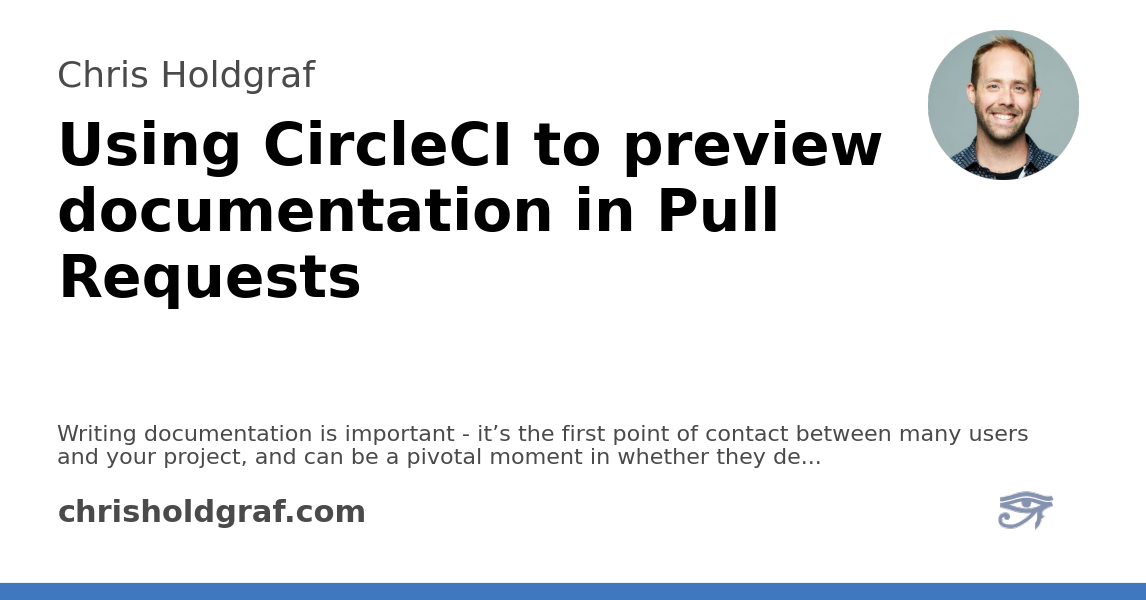 Chris Holdgraf
Using CircleCI to preview
documentation in Pull
Requests
Writing documentation is important - it’s the first point of contact between many users
and your project, and can be a pivotal moment in whether they de...
chrisholdgraf.com